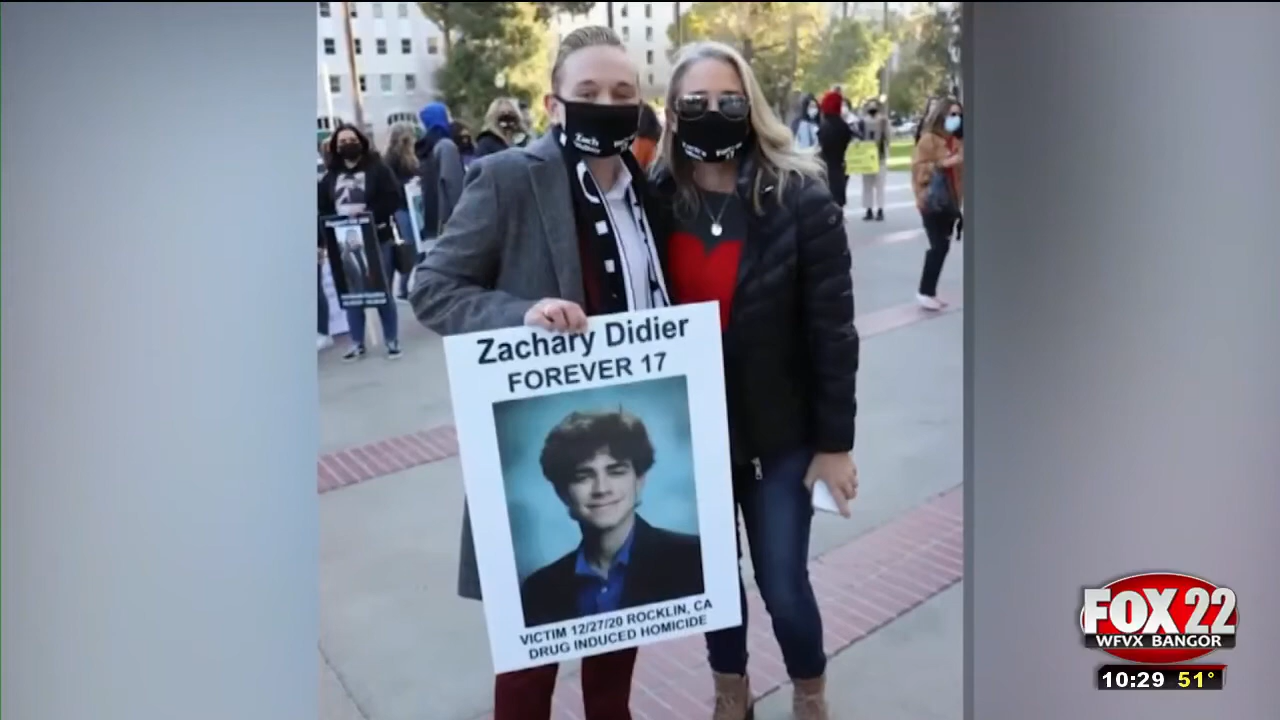 Zach
Zachary Didier
FOREVER 17
VICTIM 12/27/20 ROCKLIN, CA
DRUG INDUCED HOMICIDE
FOX 22
WFVX BANGOR
10:29 51°